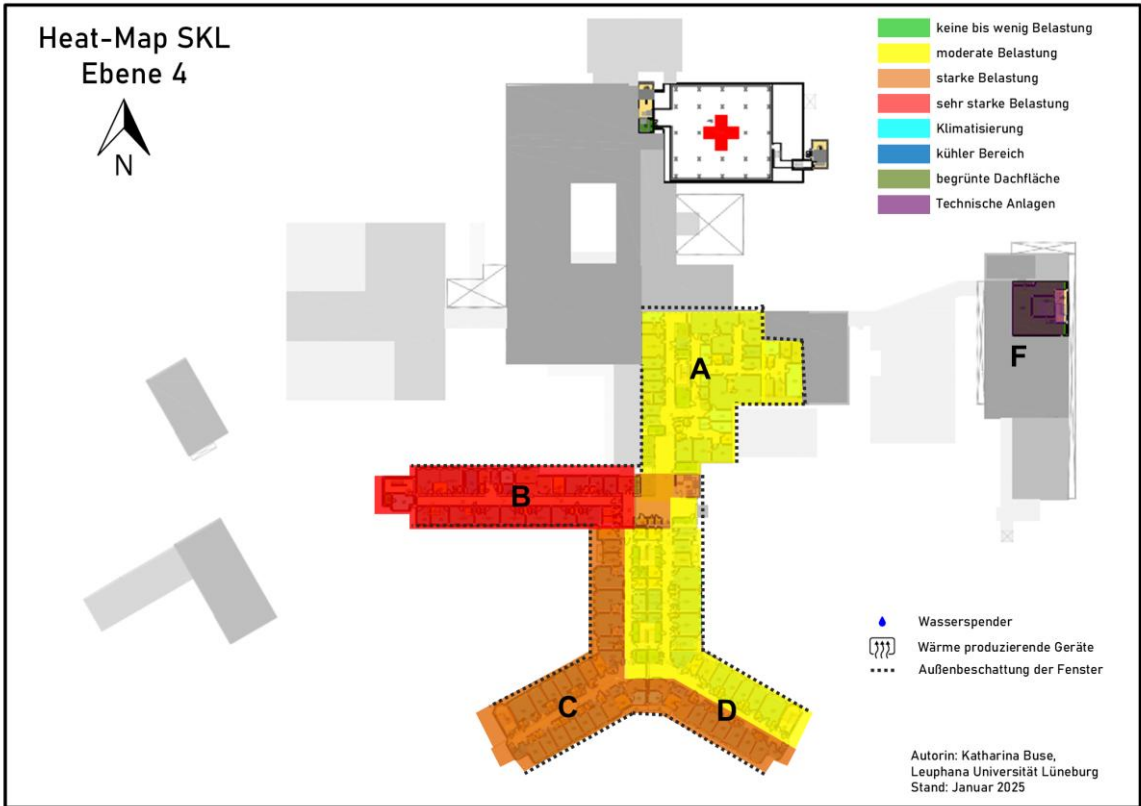 Heat-Map SKL
Ebene 4
N
keine bis wenig Belastung
moderate Belastung
starke Belastung
sehr starke Belastung
Klimatisierung
kühler Bereich
begrünte Dachfläche
Technische Anlagen
A
F
B
C
D
Wasserspender
Wärme produzierende Geräte
Außenbeschattung der Fenster
Autorin: Katharina Buse,
Leuphana Universität Lüneburg
Stand: Januar 2025